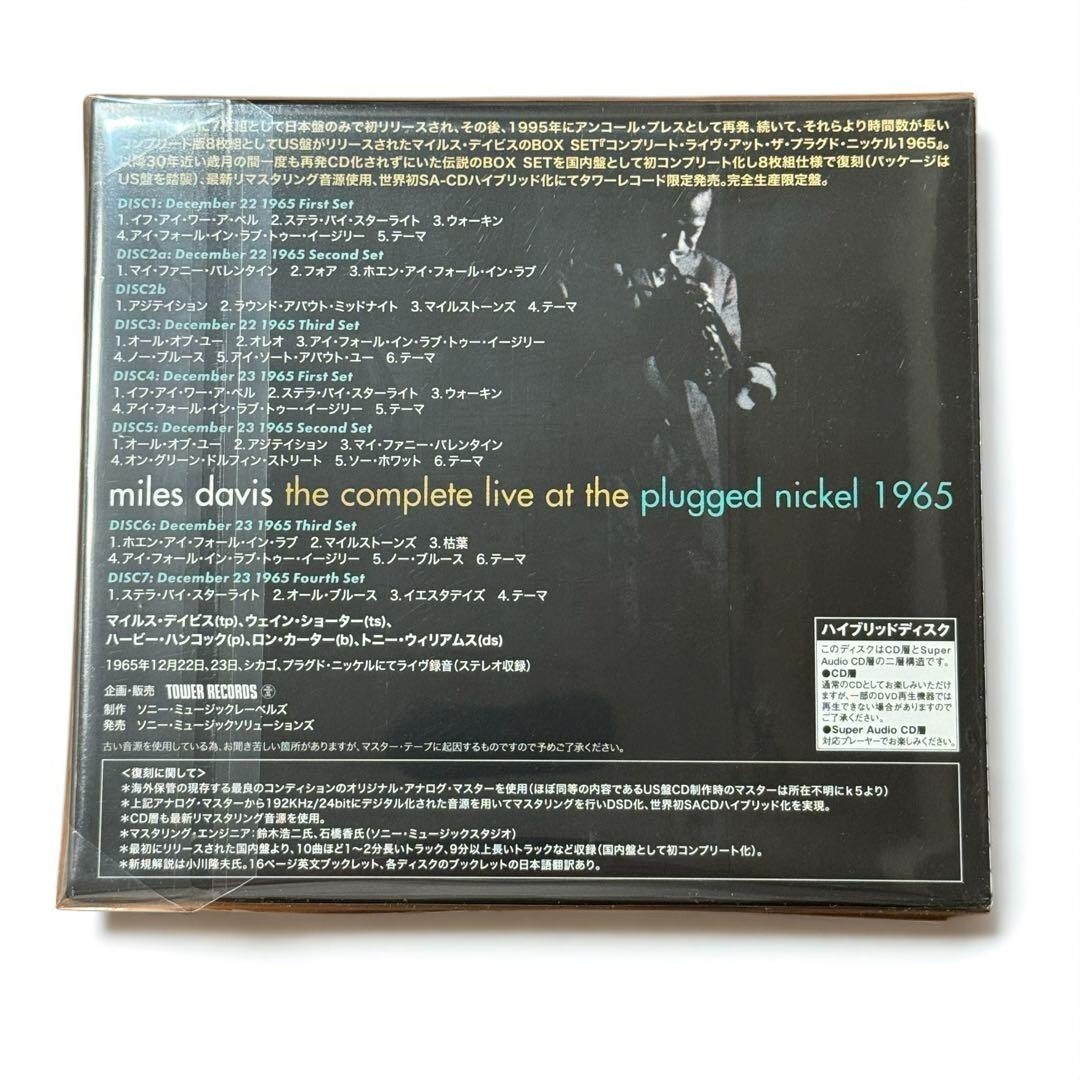 に7枚組として日本盤のみで初リリースされ、その後、1995年にアンコール・プレスとして再発、続いて、それらより時間数が長い
コンプリート版8枚組としてUS盤がリリースされたマイルス・デイビスのBOX SET『コンプリート・ライヴ・アット・ザ・プラグド・ニッケル1965』。
以降30年近い歳月の間一度も再発CD化されずにいた伝説のBOX SETを国内盤として初コンプリート化し8枚組仕様で復刻(パッケージは
US盤を踏襲)、最新リマスタリング音源使用、世界初SA-CDハイブリッド化にてタワーレコード限定発売。完全生産限定盤。
DISC1: December 22 1965 First Set
1.イフ・アイ・ワー・ア・ベル 2.ステラ・バイ・スターライト 3.ウォーキン
4.アイ・フォール・イン・ラブ・トゥー・イージリー 5.テーマ
DISC2a: December 22 1965 Second Set
1.マイ・ファニー・バレンタイン 2.フォア 3.ホエン・アイ・フォール・イン・ラブ
DISC2b
1.アジテイション 2.ラウンド・アバウト・ミッドナイト 3.マイルストーンズ 4.テーマ
DISC3: December 22 1965 Third Set
1.オール・オブ・ユー 2.オレオ 3.アイ・フォール・イン・ラブ・トゥー・イージリー
4.ノー・ブルース 5.アイ・ソート・アバウト・ユー 6.テーマ
DISC4: December 23 1965 First Set
1.イフ・アイ・ワー・ア・ベル 2.ステラ・バイ・スターライト 3.ウォーキン
4.アイ・フォール・イン・ラブ・トゥー・イージリー 5.テーマ
DISC5: December 23 1965 Second Set
1.オール・オブ・ユー 2.アジテイション 3.マイ・ファニー・バレンタイン
4.オン・グリーン・ドルフィン・ストリート 5.ソー・ホワット 6.テーマ
miles davis the complete live at the plugged nickel 1965
DISC6: December 23 1965 Third Set
1.ホエン・アイ・フォール・イン・ラブ 2.マイルストーンズ 3.枯葉
4.アイ・フォール・イン・ラブ・トゥー・イージリー 5.ノー・ブルース 6.テーマ
DISC7: December 23 1965 Fourth Set
1.ステラ・バイ・スターライト 2.オール・ブルース 3.イエスタデイズ 4.テーマ
マイルス・デイビス(tp)、ウェイン・ショーター(ts)、
ハービー・ハンコック(p)、ロン・カーター(b)、トニー・ウィリアムス(ds)
1965年12月22日、23日、シカゴ、プラグド・ニッケルにてライヴ録音(ステレオ収録)
企画・販売 TOWER RECORDS
制作 ソニー・ミュージックレーベルズ
発売 ソニー・ミュージックソリューションズ
古い音源を使用している為、お聞き苦しい箇所がありますが、マスター・テープに起因するものですので予めご了承ください。
ハイブリッドディスク
このディスクはCD層とSuper
Audio CD層の二層構造です。
●CD層
通常のCDとしてお楽しみいただけ
ますが、一部のDVD再生機器では
再生できない場合がありますので
ご了承ください。
●Super Audio CD層
対応プレーヤーでお楽しみください。
<復刻に関して>
*海外保管の現存する最良のコンディションのオリジナル・アナログ・マスターを使用(ほぼ同等の内容であるUS盤CD制作時のマスターは所在不明にk5より)
*上記アナログ・マスターから192KHz/24bitにデジタル化された音源を用いてマスタリングを行いDSD化、世界初SACDハイブリッド化を実現。
*CD層も最新リマスタリング音源を使用。
*マスタリング・エンジニア:鈴木浩二氏、石橋香氏(ソニー・ミュージックスタジオ)
*最初にリリースされた国内盤より、10曲ほど1〜2分長いトラック、9分以上長いトラックなど収録(国内盤として初コンプリート化)。
*新規解説は小川隆夫氏。16ページ英文ブックレット、各ディスクのブックレットの日本語翻訳あり。